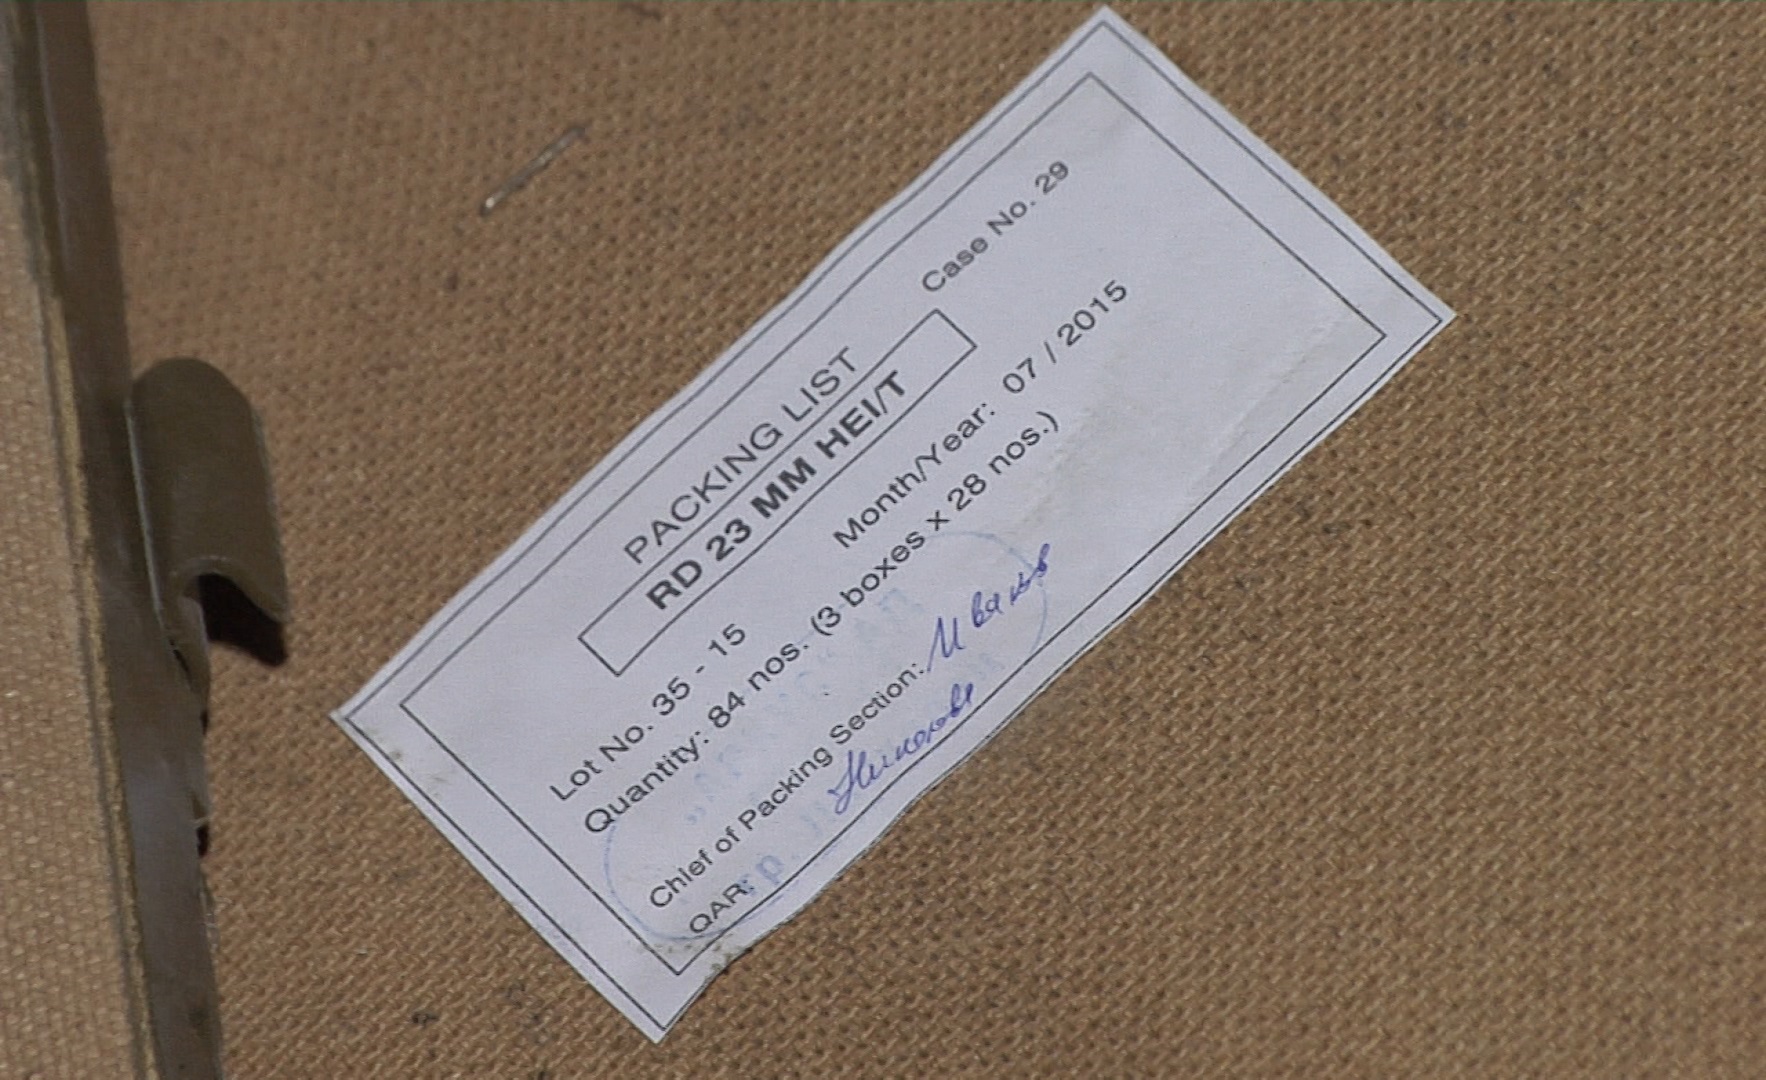 PACKING LIST
Case No. 29
RD 23 MM HEI/T
Lot No. 35 - 15 Month/Year: 07 / 2015
Quantity: 84 nos. (3 boxes x 28 nos.)
Chief of Packing Section:
QAR: